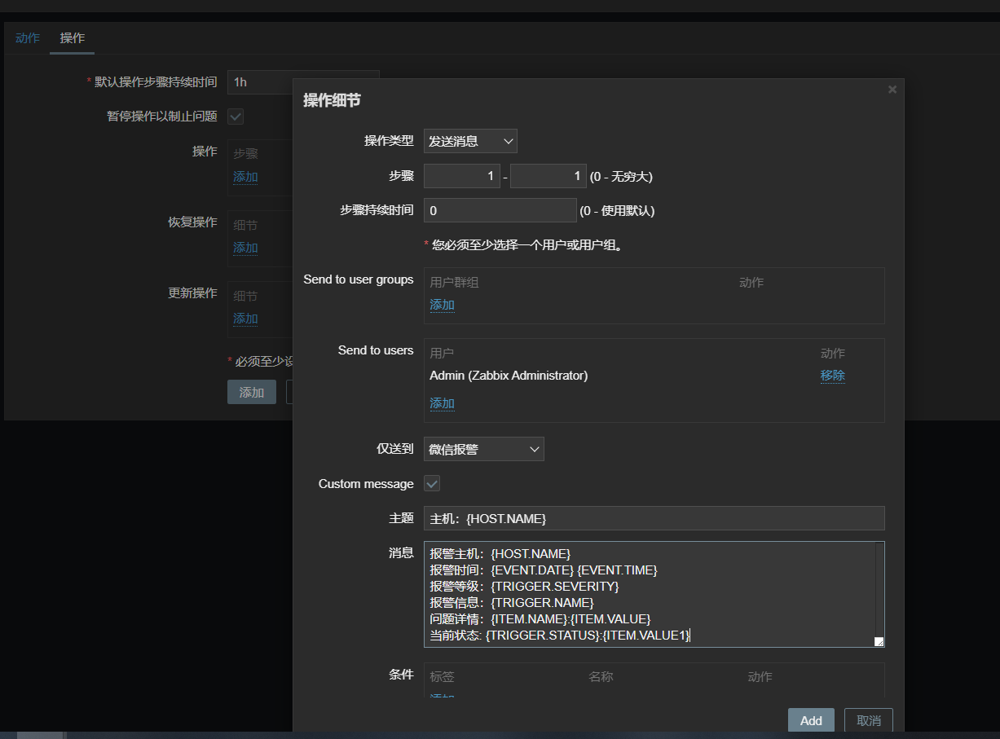 动作 操作
* 默认操作步骤持续时间 1h
暂停操作以制止问题
操作 步骤
添加
恢复操作 细节
添加
更新操作 细节
添加
* 必须至少设
添加
操作细节
操作类型 发送消息
步骤 1 - 1 (0 - 无穷大)
步骤持续时间 0 (0 - 使用默认)
* 您必须至少选择一个用户或用户组。
Send to user groups 用户群组 动作
添加
Send to users 用户 动作
Admin (Zabbix Administrator) 移除
添加
仅送到 微信报警
Custom message
主题 主机：{HOST.NAME}
消息 报警主机：{HOST.NAME}
报警时间：{EVENT.DATE} {EVENT.TIME}
报警等级：{TRIGGER.SEVERITY}
报警信息：{TRIGGER.NAME}
问题详情：{ITEM.NAME}:{ITEM.VALUE}
当前状态: {TRIGGER.STATUS}:{ITEM.VALUE1}
条件 标签 名称 动作
添加
Add 取消